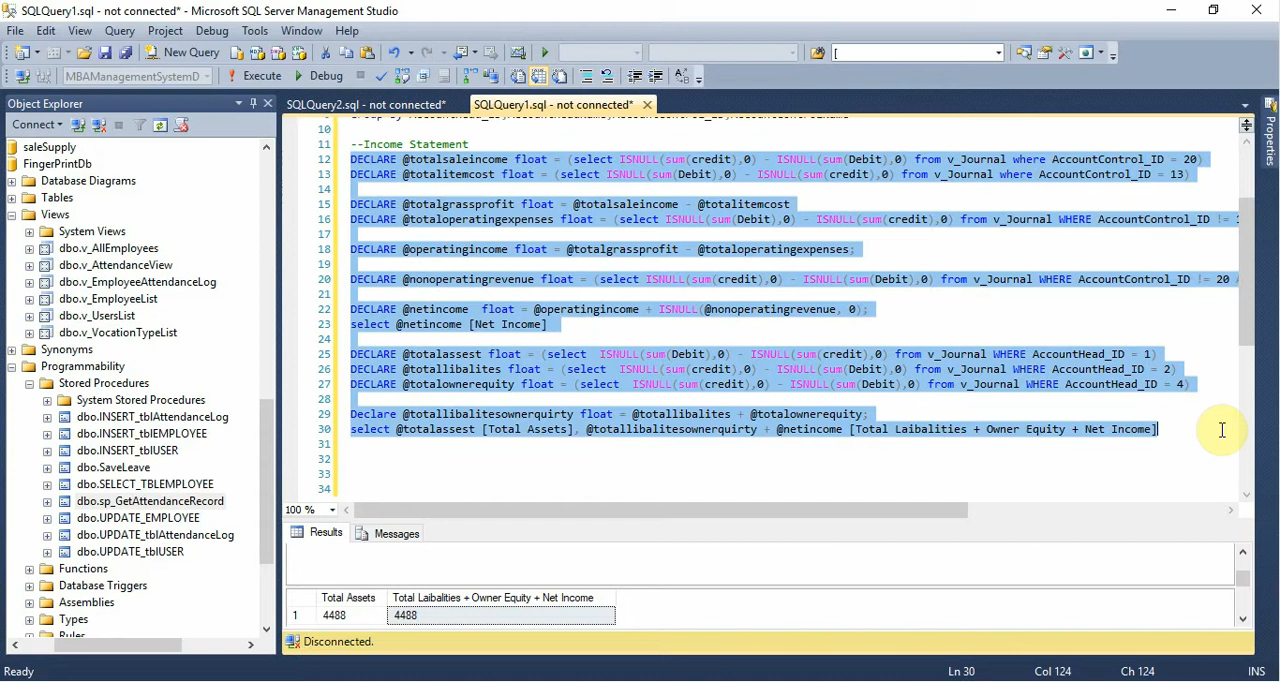 SQLQuery1.sql - not connected* - Microsoft SQL Server Management Studio
File Edit View Query Project Debug Tools Window Help
New Query [
MBAManagementSystemD Execute Debug
Object Explorer
SQLQuery2.sql - not connected* SQLQuery1.sql - not connected*
Properties
Connect
saleSupply
FingerPrintDb
Database Diagrams
Tables
Views
System Views
dbo.v_AllEmployees
dbo.v_AttendanceView
dbo.v_EmployeeAttendanceLog
dbo.v_EmployeeList
dbo.v_UsersList
dbo.v_VocationTypeList
Synonyms
Programmability
Stored Procedures
System Stored Procedures
dbo.INSERT_tblAttendanceLog
dbo.INSERT_tblEMPLOYEE
dbo.INSERT_tblUSER
dbo.SaveLeave
dbo.SELECT_TBLEMPLOYEE
dbo.sp_GetAttendanceRecord
dbo.UPDATE_EMPLOYEE
dbo.UPDATE_tblAttendanceLog
dbo.UPDATE_tblUSER
Functions
Database Triggers
Assemblies
Types
Rules
10
11 --Income Statement
12 DECLARE @totalsaleincome float = (select ISNULL(sum(credit),0) - ISNULL(sum(Debit),0) from v_Journal where AccountControl_ID = 20)
13 DECLARE @totalitemcost float = (select ISNULL(sum(Debit),0) - ISNULL(sum(credit),0) from v_Journal where AccountControl_ID = 13)
14
15 DECLARE @totalgrassprofit float = @totalsaleincome - @totalitemcost
16 DECLARE @totaloperatingexpenses float = (select ISNULL(sum(Debit),0) - ISNULL(sum(credit),0) from v_Journal WHERE AccountControl_ID != 1
17
18 DECLARE @operatingincome float = @totalgrassprofit - @totaloperatingexpenses;
19
20 DECLARE @nonoperatingrevenue float = (select ISNULL(sum(credit),0) - ISNULL(sum(Debit),0) from v_Journal WHERE AccountControl_ID != 20
21
22 DECLARE @netincome float = @operatingincome + ISNULL(@nonoperatingrevenue, 0);
23 select @netincome [Net Income]
24
25 DECLARE @totalassest float = (select ISNULL(sum(Debit),0) - ISNULL(sum(credit),0) from v_Journal WHERE AccountHead_ID = 1)
26 DECLARE @totallibalites float = (select ISNULL(sum(credit),0) - ISNULL(sum(Debit),0) from v_Journal WHERE AccountHead_ID = 2)
27 DECLARE @totalownerequity float = (select ISNULL(sum(credit),0) - ISNULL(sum(Debit),0) from v_Journal WHERE AccountHead_ID = 4)
28
29 Declare @totallibalitesownerquirty float = @totallibalites + @totalownerequity;
30 select @totalassest [Total Assets], @totallibalitesownerquirty + @netincome [Total Laibalities + Owner Equity + Net Income]
31
32
33
34
100 %
Results Messages
Total Assets Total Laibalities + Owner Equity + Net Income
1 4488 4488
Disconnected.
Ready Ln 30 Col 124 Ch 124 INS